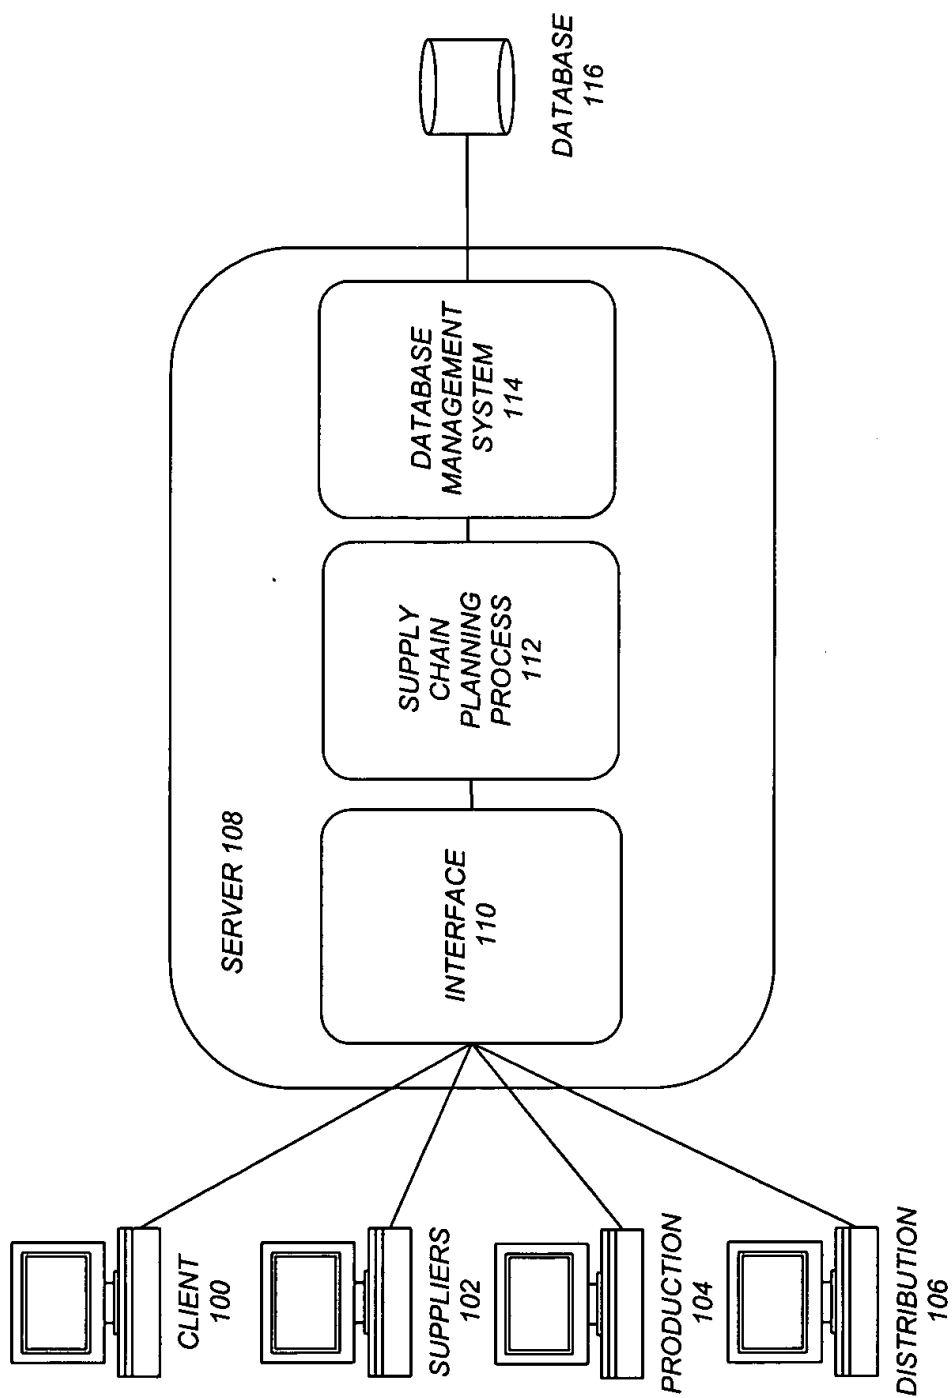 CLIENT
100
SUPPLIERS
102
PRODUCTION
104
DISTRIBUTION
106
SERVER 108
INTERFACE
110
SUPPLY
CHAIN
PLANNING
PROCESS
112
DATABASE
MANAGEMENT
SYSTEM
114
DATABASE
116